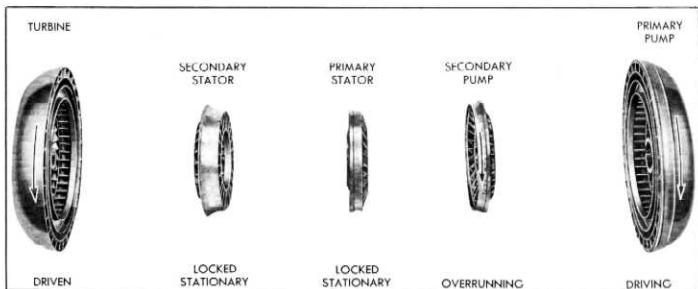 TURBINE
PRIMARY
PUMP
SECONDARY
STATOR
PRIMARY
STATOR
SECONDARY
PUMP
DRIVEN
LOCKED
STATIONARY
LOCKED
STATIONARY
OVERRUNNING
DRIVING